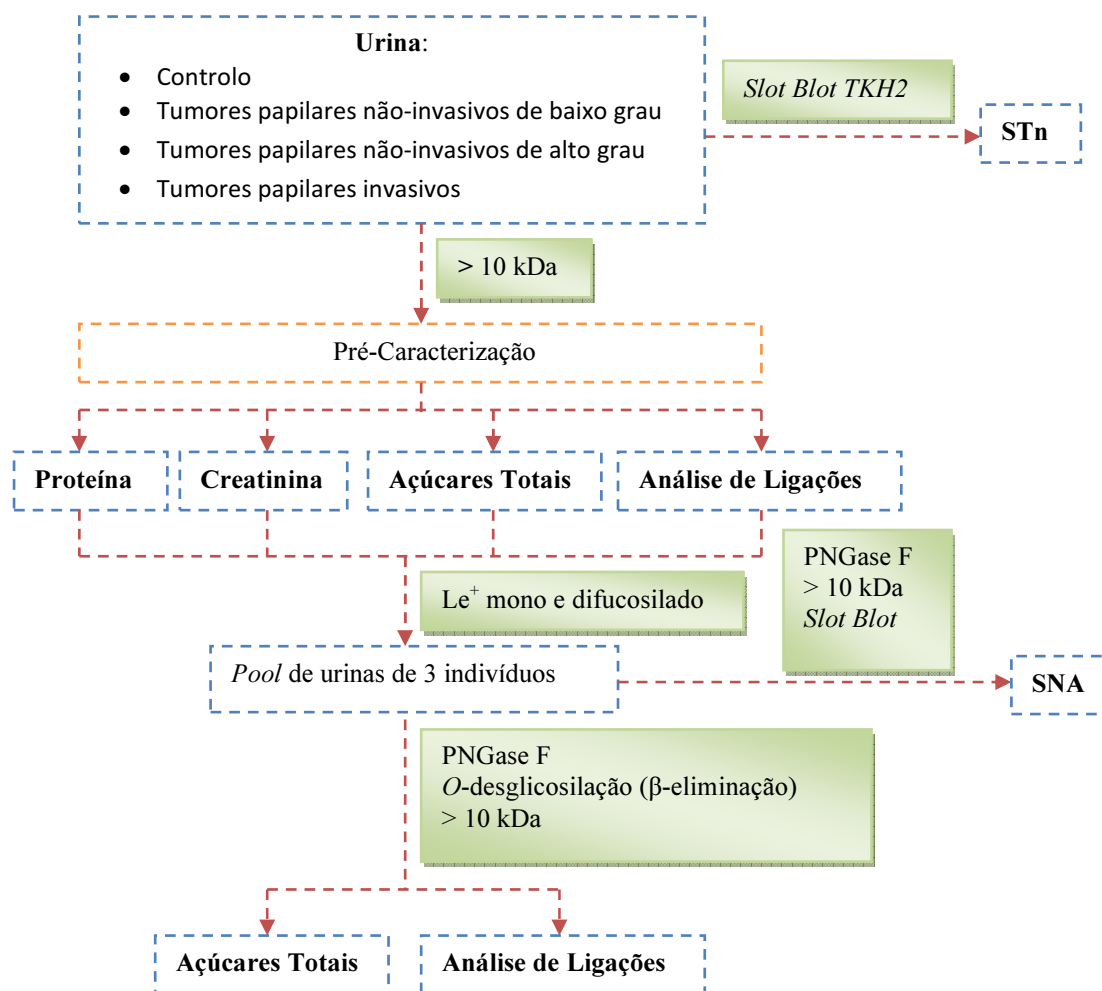 Urina:
• Controlo
• Tumores papilares não-invasivos de baixo grau
• Tumores papilares não-invasivos de alto grau
• Tumores papilares invasivos
Slot Blot TKH2
STn
> 10 kDa
Pré-Caracterização
Proteína
Creatinina
Açúcares Totais
Análise de Ligações
PNGase F
> 10 kDa
Slot Blot
Le⁺ mono e difucosilado
Pool de urinas de 3 indivíduos
SNA
PNGase F
O-desglicosilação (β-eliminação)
> 10 kDa
Açúcares Totais
Análise de Ligações